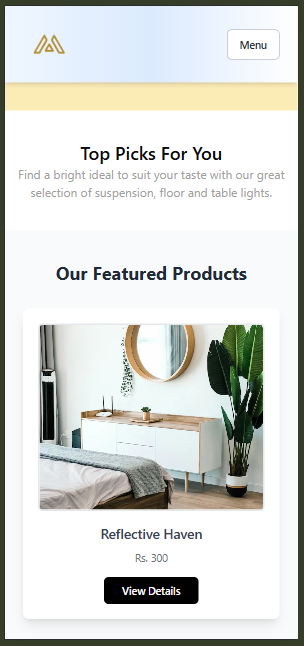 Menu
Top Picks For You
Find a bright ideal to suit your taste with our great
selection of suspension, floor and table lights.
Our Featured Products
Reflective Haven
Rs. 300
View Details